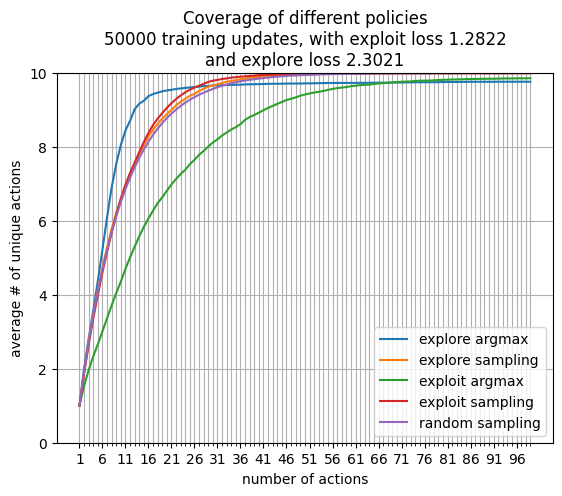 Coverage of different policies
50000 training updates, with exploit loss 1.2822
and explore loss 2.3021
average # of unique actions
10
8
6
4
2
0
explore argmax
explore sampling
exploit argmax
exploit sampling
random sampling
1 6 11 16 21 26 31 36 41 46 51 56 61 66 71 76 81 86 91 96
number of actions